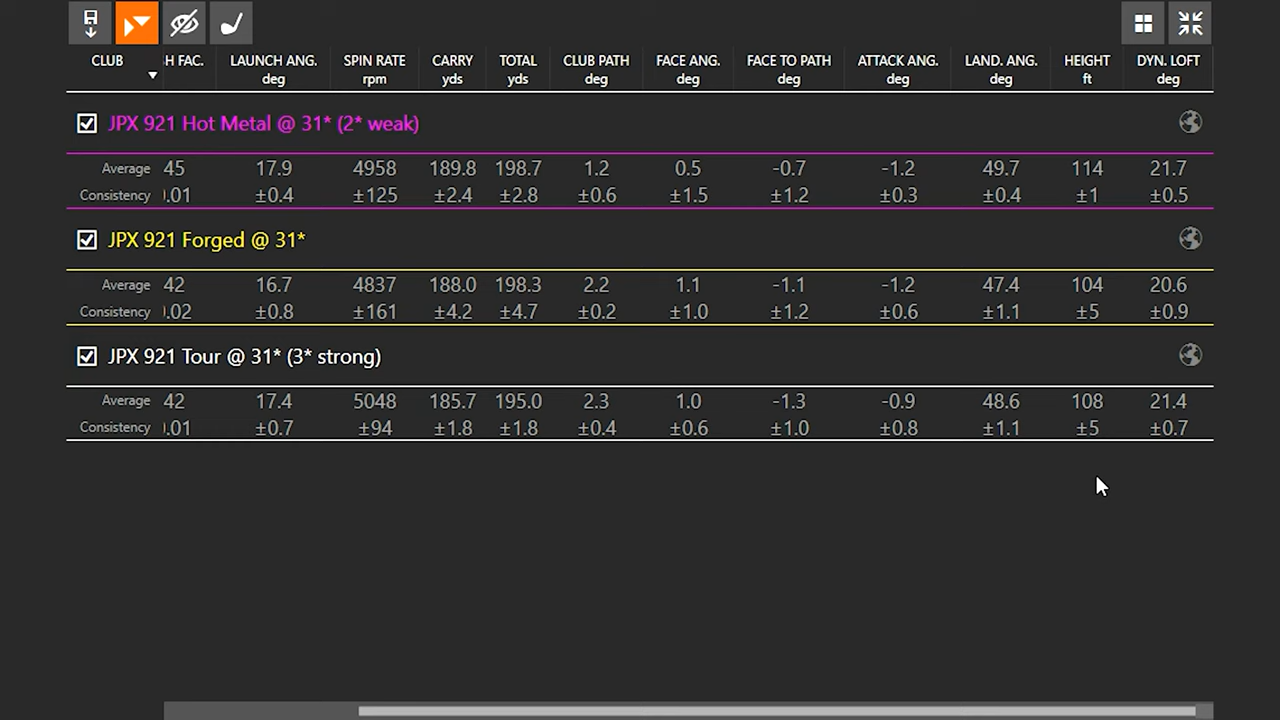 CLUB H FAC. LAUNCH ANG. SPIN RATE CARRY TOTAL CLUB PATH FACE ANG. FACE TO PATH ATTACK ANG. LAND. ANG. HEIGHT DYN. LOFT
deg rpm yds yds deg deg deg deg deg ft deg
JPX 921 Hot Metal @ 31* (2* weak)
Average 45 17.9 4958 189.8 198.7 1.2 0.5 -0.7 -1.2 49.7 114 21.7
Consistency .01 ±0.4 ±125 ±2.4 ±2.8 ±0.6 ±1.5 ±1.2 ±0.3 ±0.4 ±1 ±0.5
JPX 921 Forged @ 31*
Average 42 16.7 4837 188.0 198.3 2.2 1.1 -1.1 -1.2 47.4 104 20.6
Consistency .02 ±0.8 ±161 ±4.2 ±4.7 ±0.2 ±1.0 ±1.2 ±0.6 ±1.1 ±5 ±0.9
JPX 921 Tour @ 31* (3* strong)
Average 42 17.4 5048 185.7 195.0 2.3 1.0 -1.3 -0.9 48.6 108 21.4
Consistency .01 ±0.7 ±94 ±1.8 ±1.8 ±0.4 ±0.6 ±1.0 ±0.8 ±1.1 ±5 ±0.7